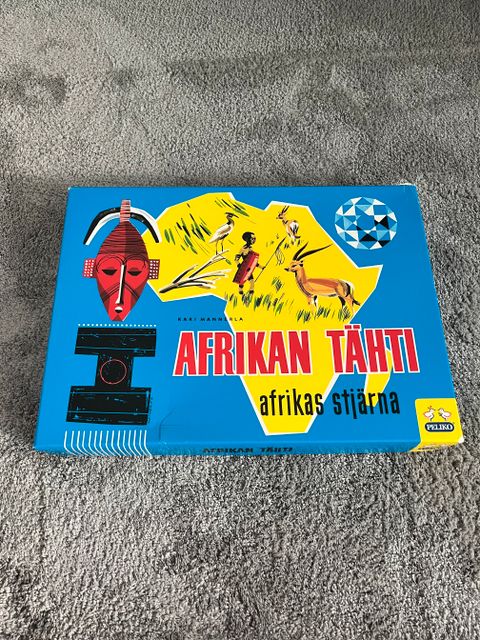 KARI MANNERLA
AFRIKAN TÄHTI
afrikas stjärna
PELIKO
AFRIKAN TÄHTI